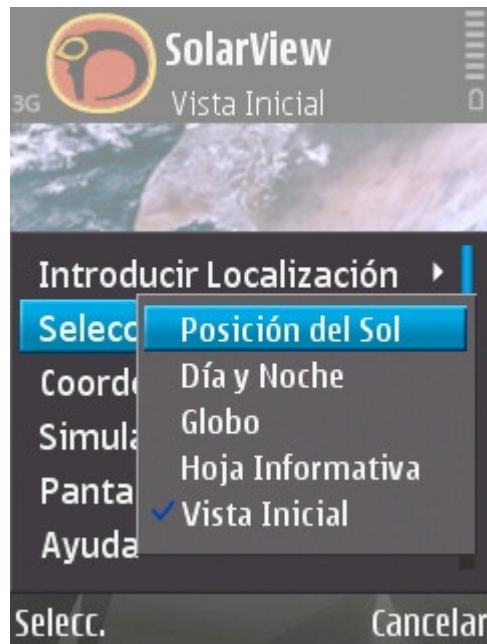 SolarView
3G
Vista Inicial
Introducir Localización
Selecc
Posición del Sol
Día y Noche
Coorde
Globo
Simula
Hoja Informativa
Panta
Vista Inicial
Ayuda
Selecc.
Cancelar